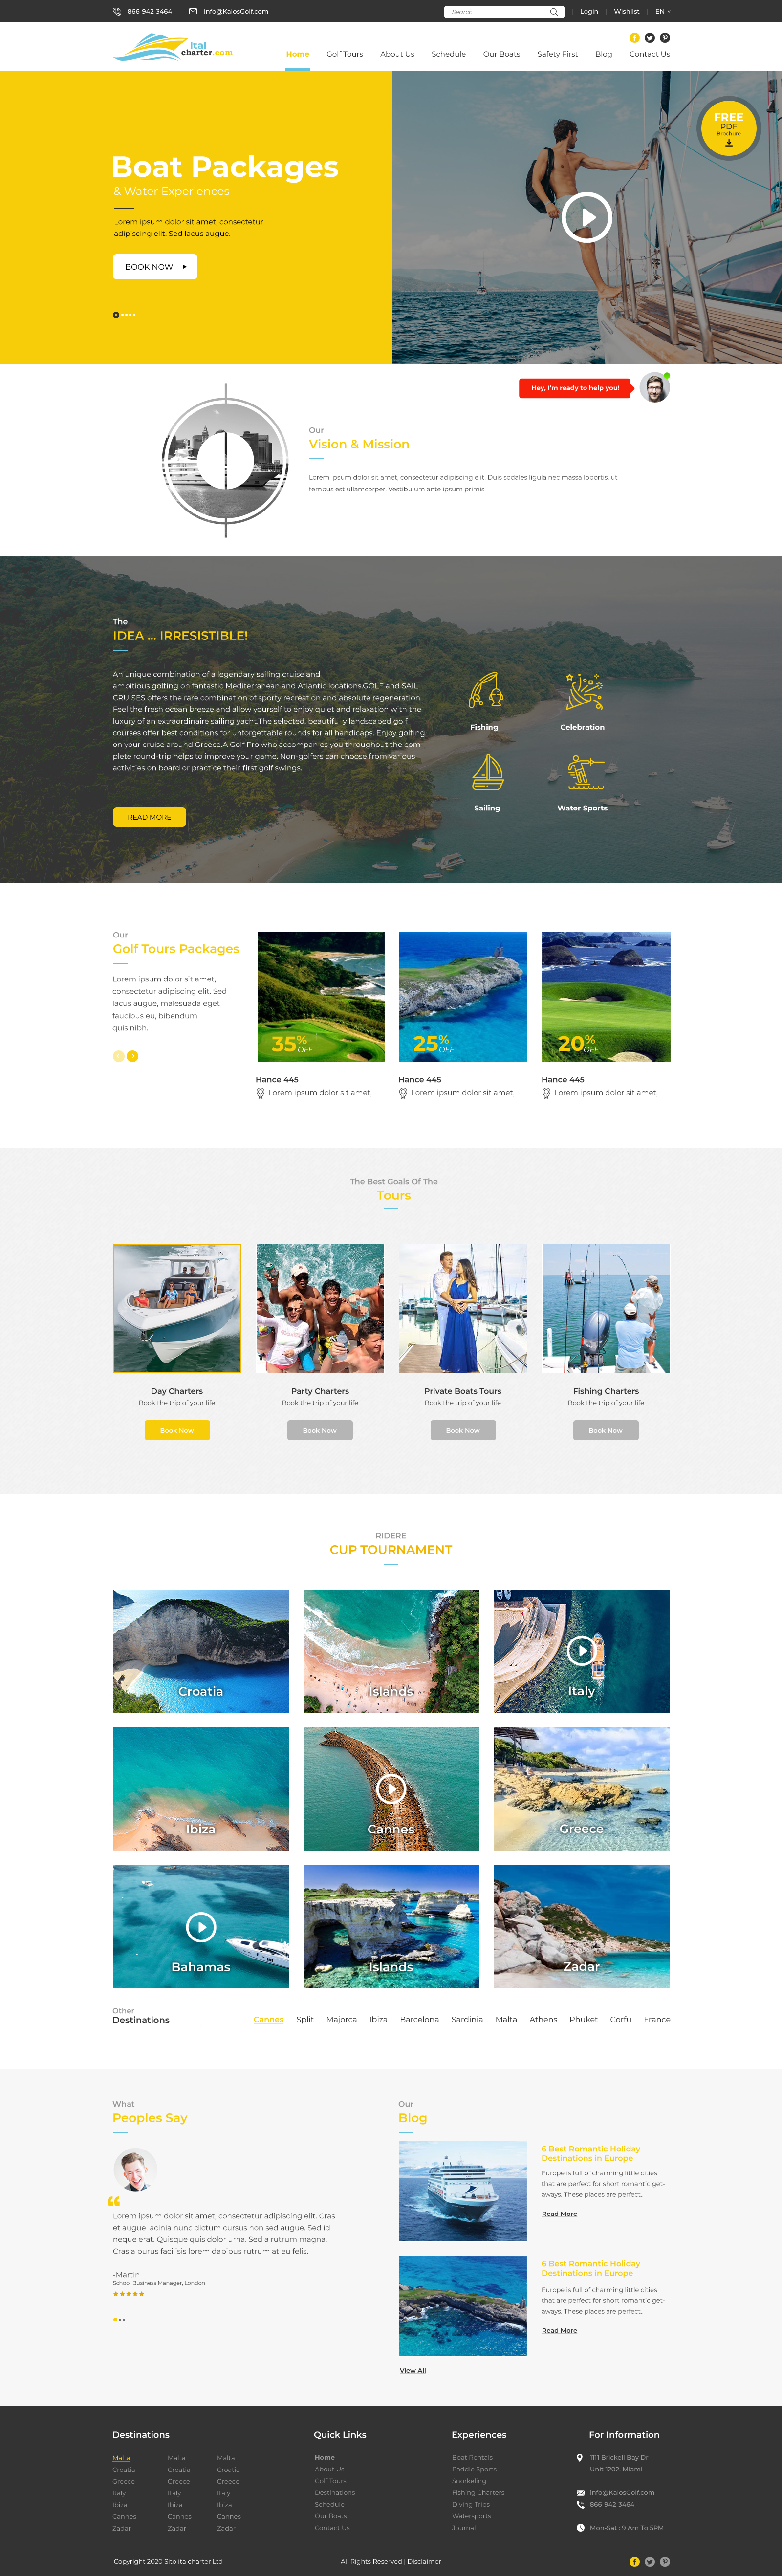 866-942-3464 info@KalosGolf.com Search Login Wishlist EN
Ital
charter.com
Home Golf Tours About Us Schedule Our Boats Safety First Blog Contact Us
FREE
PDF
Brochure
Boat Packages
& Water Experiences
Lorem ipsum dolor sit amet, consectetur
adipiscing elit. Sed lacus augue.
BOOK NOW
Hey, I'm ready to help you!
Our
Vision & Mission
Lorem ipsum dolor sit amet, consectetur adipiscing elit. Duis sodales ligula nec massa lobortis, ut
tempus est ullamcorper. Vestibulum ante ipsum primis
The
IDEA ... IRRESISTIBLE!
An unique combination of a legendary sailing cruise and
ambitious golfing on fantastic Mediterranean and Atlantic locations.GOLF and SAIL
CRUISES offers the rare combination of sporty recreation and absolute regeneration.
Feel the fresh ocean breeze and allow yourself to enjoy quiet and relaxation with the
luxury of an extraordinaire sailing yacht.The selected, beautifully landscaped golf
courses offer best conditions for unforgettable rounds for all handicaps. Enjoy golfing
on your cruise around Greece.A Golf Pro who accompanies you throughout the com-
plete round-trip helps to improve your game. Non-golfers can choose from various
activities on board or practice their first golf swings.
READ MORE
Fishing Celebration
Sailing Water Sports
Our
Golf Tours Packages
Lorem ipsum dolor sit amet,
consectetur adipiscing elit. Sed
lacus augue, malesuada eget
faucibus eu, bibendum
quis nibh.
35% OFF
25% OFF
20% OFF
Hance 445 Hance 445 Hance 445
Lorem ipsum dolor sit amet, Lorem ipsum dolor sit amet, Lorem ipsum dolor sit amet,
The Best Goals Of The
Tours
Day Charters Party Charters Private Boats Tours Fishing Charters
Book the trip of your life Book the trip of your life Book the trip of your life Book the trip of your life
Book Now Book Now Book Now Book Now
RIDERE
CUP TOURNAMENT
Croatia Islands Italy
Ibiza Cannes Greece
Bahamas Islands Zadar
Other
Destinations
Cannes Split Majorca Ibiza Barcelona Sardinia Malta Athens Phuket Corfu France
What
Peoples Say
“
Lorem ipsum dolor sit amet, consectetur adipiscing elit. Cras
et augue lacinia nunc dictum cursus non sed augue. Sed id
neque erat. Quisque quis dolor urna. Sed a rutrum magna.
Cras a purus facilisis lorem dapibus rutrum at eu felis.
-Martin
School Business Manager, London
Our
Blog
6 Best Romantic Holiday
Destinations in Europe
Europe is full of charming little cities
that are perfect for short romantic get-
aways. These places are perfect..
Read More
6 Best Romantic Holiday
Destinations in Europe
Europe is full of charming little cities
that are perfect for short romantic get-
aways. These places are perfect..
Read More
View All
Destinations
Malta Malta Malta
Croatia Croatia Croatia
Greece Greece Greece
Italy Italy Italy
Ibiza Ibiza Ibiza
Cannes Cannes Cannes
Zadar Zadar Zadar
Quick Links
Home
About Us
Golf Tours
Destinations
Schedule
Our Boats
Contact Us
Experiences
Boat Rentals
Paddle Sports
Snorkeling
Fishing Charters
Diving Trips
Watersports
Journal
For Information
1111 Brickell Bay Dr
Unit 1202, Miami
info@KalosGolf.com
866-942-3464
Mon-Sat : 9 Am To 5PM
Copyright 2020 Sito italcharter Ltd All Rights Reserved | Disclaimer